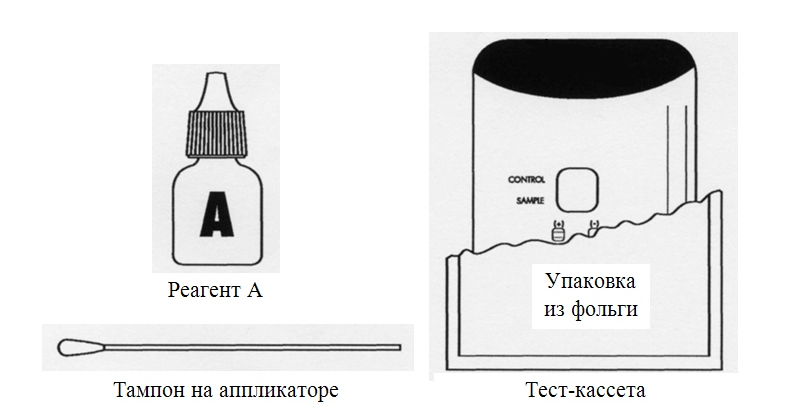 A
Реагент А
Тампон на аппликаторе
CONTROL
SAMPLE
(+) (-)
Упаковка
из фольги
Тест-кассета